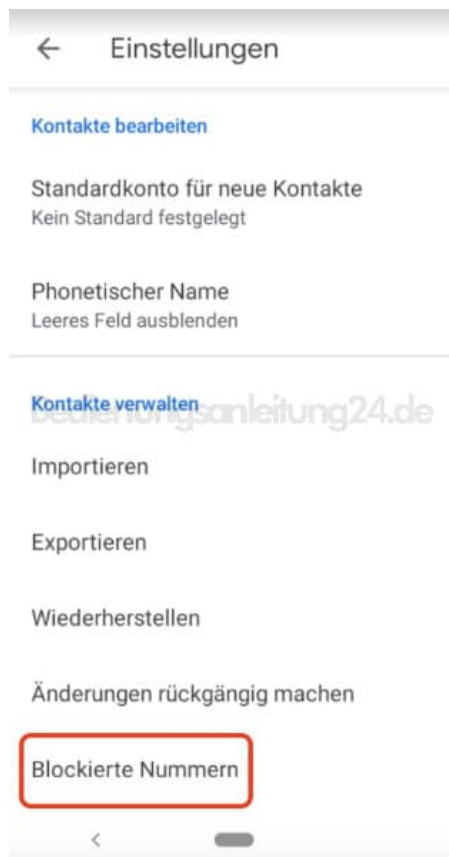 Einstellungen
Kontakte bearbeiten
Standardkonto für neue Kontakte
Kein Standard festgelegt
Phonetischer Name
Leeres Feld ausblenden
Kontakte verwalten
bedienungsanleitung24.de
Importieren
Exportieren
Wiederherstellen
Änderungen rückgängig machen
Blockierte Nummern